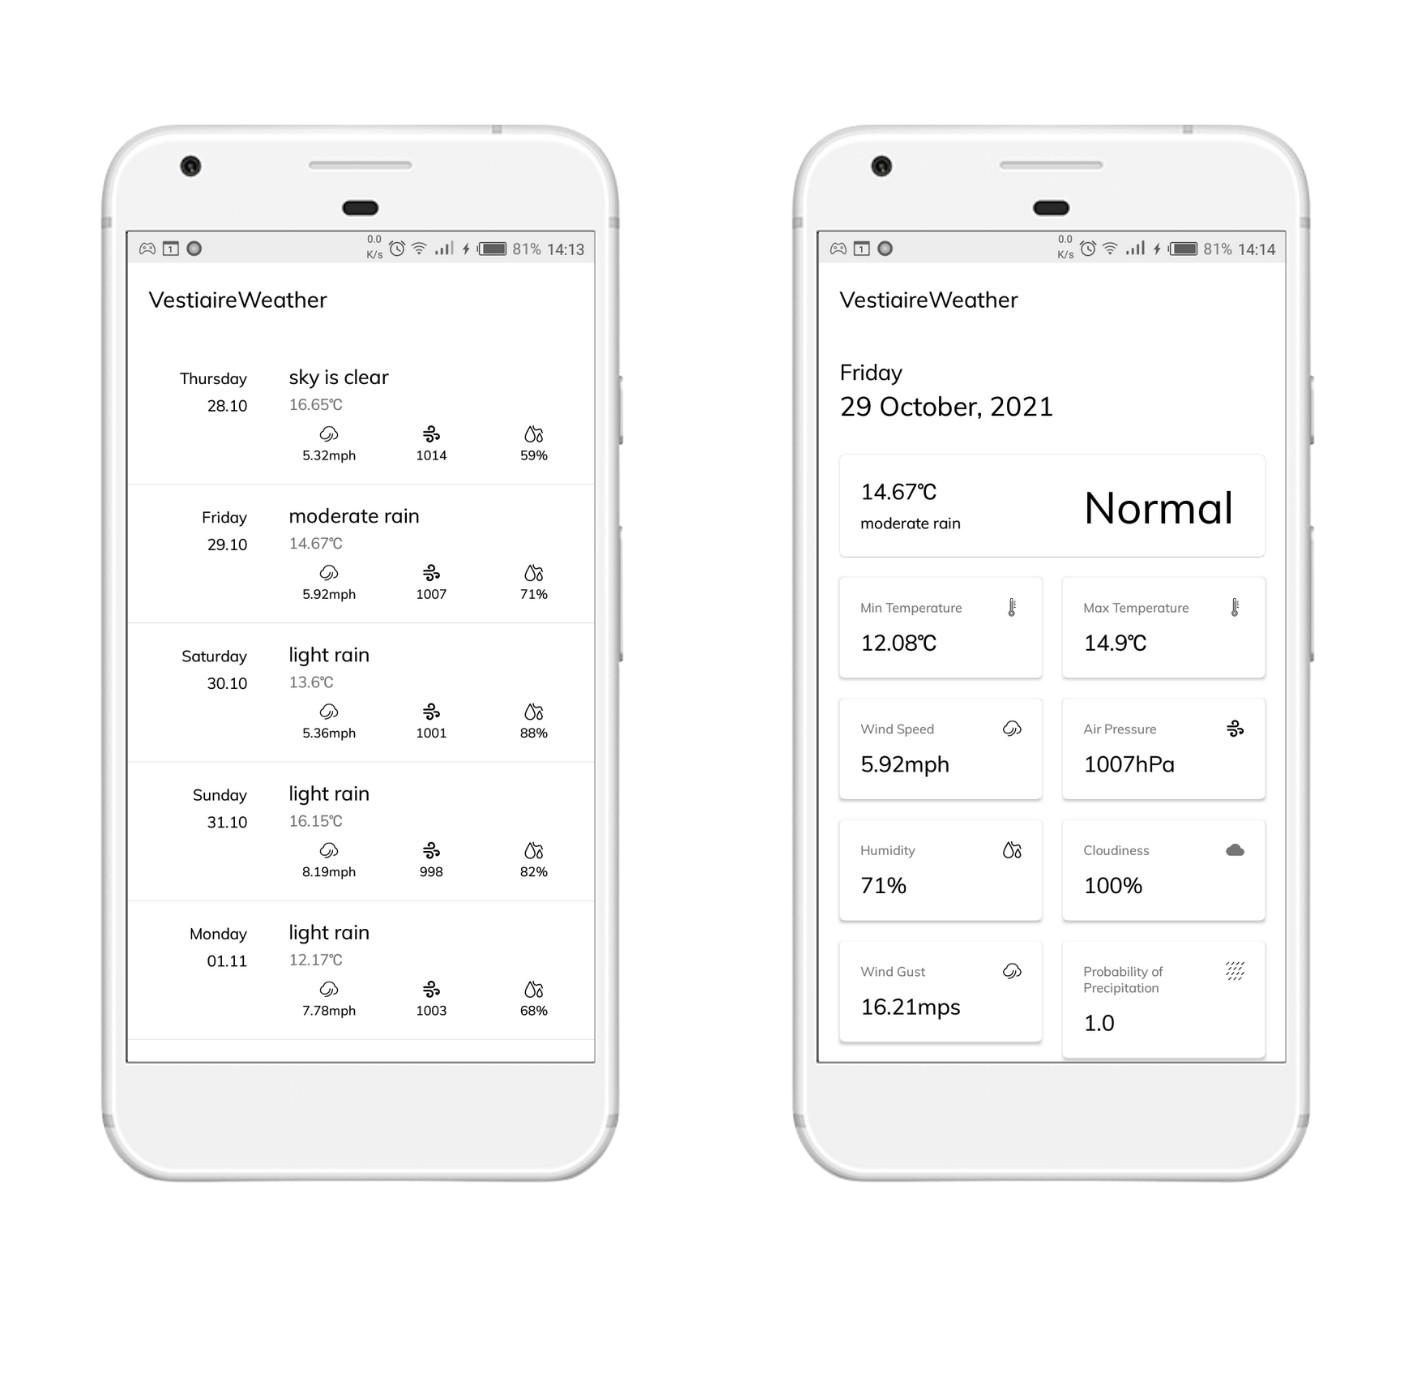 0.0
K/s
1
81% 14:13
VestiaireWeather
Thursday
28.10
sky is clear
16.65℃
5.32mph 1014 59%
Friday
29.10
moderate rain
14.67℃
5.92mph 1007 71%
Saturday
30.10
light rain
13.6℃
5.36mph 1001 88%
Sunday
31.10
light rain
16.15℃
8.19mph 998 82%
Monday
01.11
light rain
12.17℃
7.78mph 1003 68%
0.0
K/s
1
81% 14:14
VestiaireWeather
Friday
29 October, 2021
14.67℃
moderate rain
Normal
Min Temperature
12.08℃
Max Temperature
14.9℃
Wind Speed
5.92mph
Air Pressure
1007hPa
Humidity
71%
Cloudiness
100%
Wind Gust
16.21mps
Probability of
Precipitation
1.0